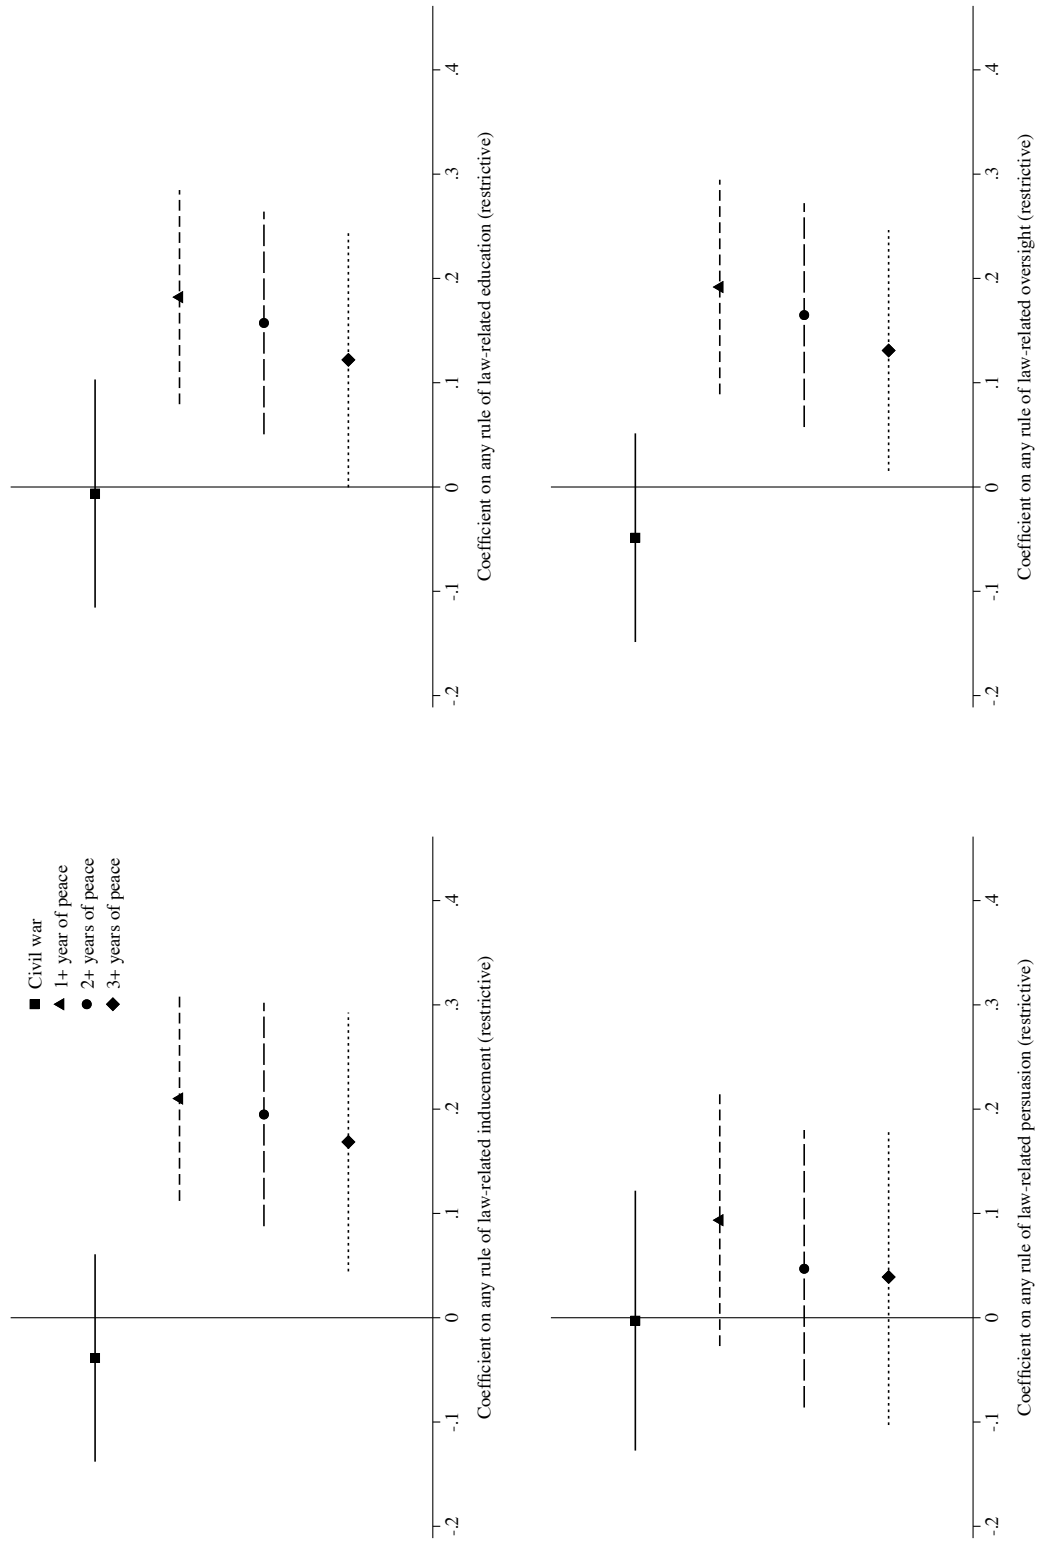 Civil war
1+ year of peace
2+ years of peace
3+ years of peace
-.2 -.1 0 .1 .2 .3 .4
Coefficient on any rule of law-related inducement (restrictive)
-.2 -.1 0 .1 .2 .3 .4
Coefficient on any rule of law-related education (restrictive)
-.2 -.1 0 .1 .2 .3 .4
Coefficient on any rule of law-related persuasion (restrictive)
-.2 -.1 0 .1 .2 .3 .4
Coefficient on any rule of law-related oversight (restrictive)